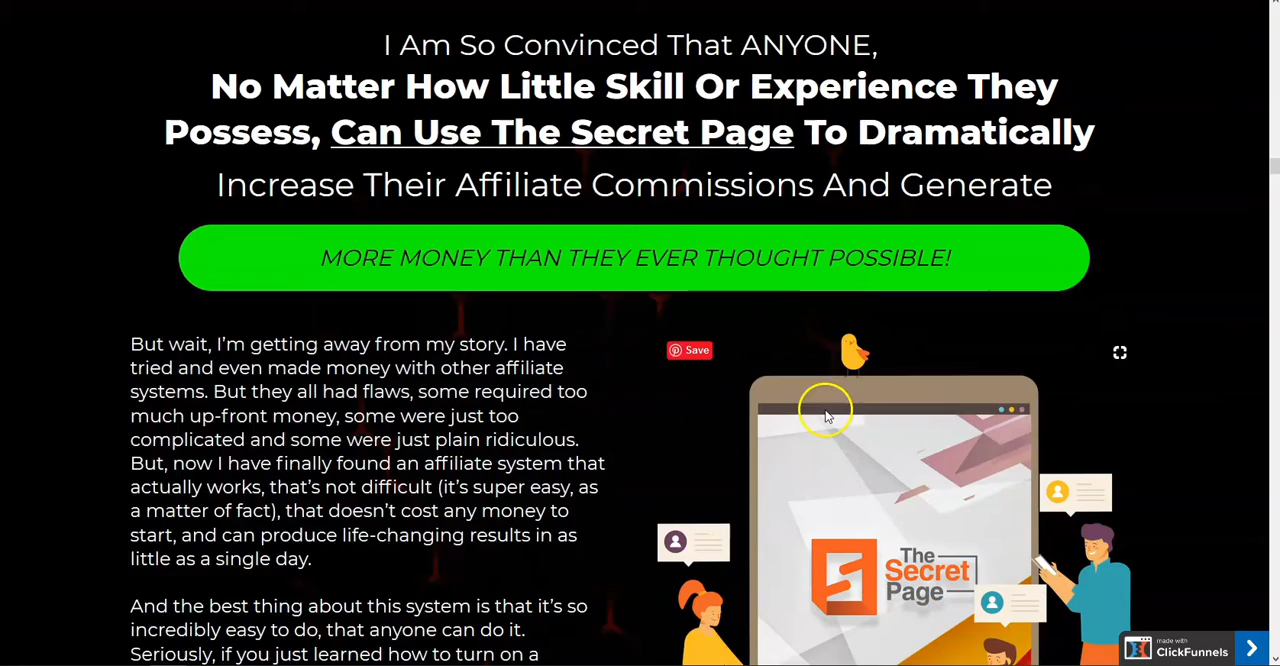 I Am So Convinced That ANYONE,
No Matter How Little Skill Or Experience They
Possess, Can Use The Secret Page To Dramatically
Increase Their Affiliate Commissions And Generate
MORE MONEY THAN THEY EVER THOUGHT POSSIBLE!
But wait, I’m getting away from my story. I have
tried and even made money with other affiliate
systems. But they all had flaws, some required too
much up-front money, some were just too
complicated and some were just plain ridiculous.
But, now I have finally found an affiliate system that
actually works, that’s not difficult (it’s super easy, as
a matter of fact), that doesn’t cost any money to
start, and can produce life-changing results in as
little as a single day.
And the best thing about this system is that it’s so
incredibly easy to do, that anyone can do it.
Seriously, if you just learned how to turn on a
Save
The
Secret
Page
made with
ClickFunnels